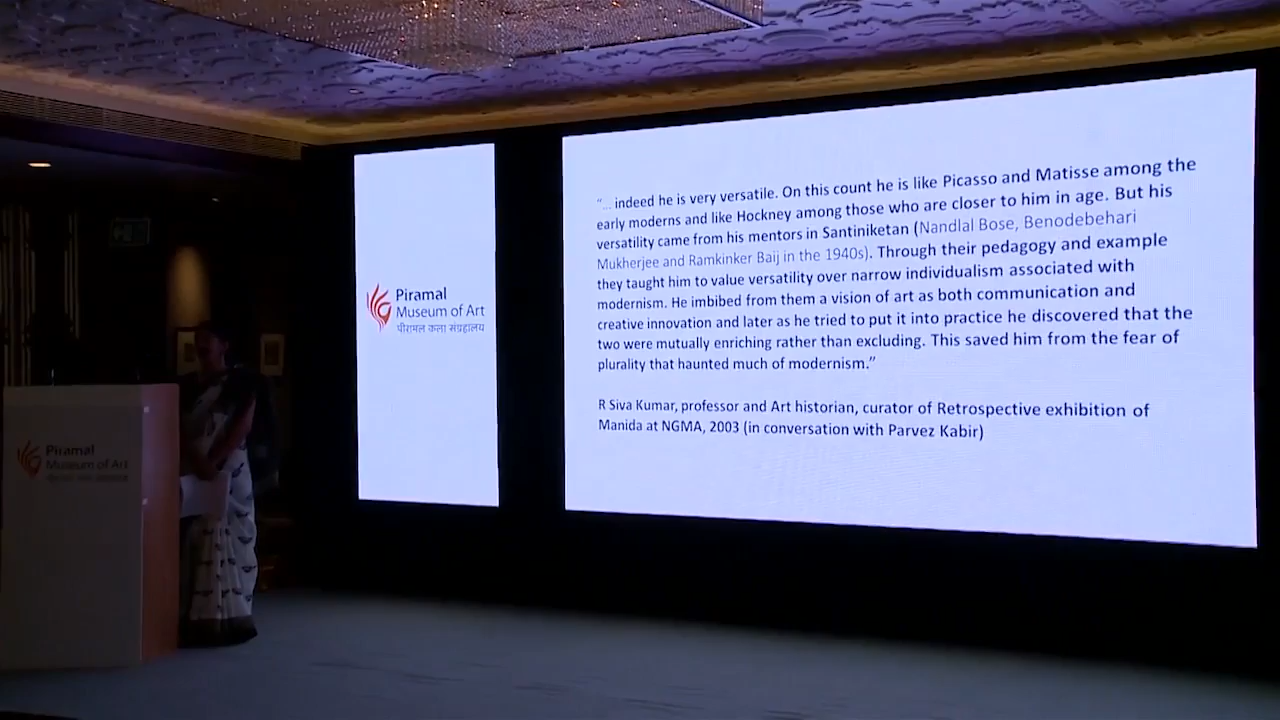 Piramal
Museum of Art
पीरामल कला संग्रहालय
Piramal
Museum of Art
"... indeed he is very versatile. On this count he is like Picasso and Matisse among the
early moderns and like Hockney among those who are closer to him in age. But his
versatility came from his mentors in Santiniketan (Nandlal Bose, Benodebehari
Mukherjee and Ramkinker Baij in the 1940s). Through their pedagogy and example
they taught him to value versatility over narrow individualism associated with
modernism. He imbibed from them a vision of art as both communication and
creative innovation and later as he tried to put it into practice he discovered that the
two were mutually enriching rather than excluding. This saved him from the fear of
plurality that haunted much of modernism."
R Siva Kumar, professor and Art historian, curator of Retrospective exhibition of
Manida at NGMA, 2003 (in conversation with Parvez Kabir)